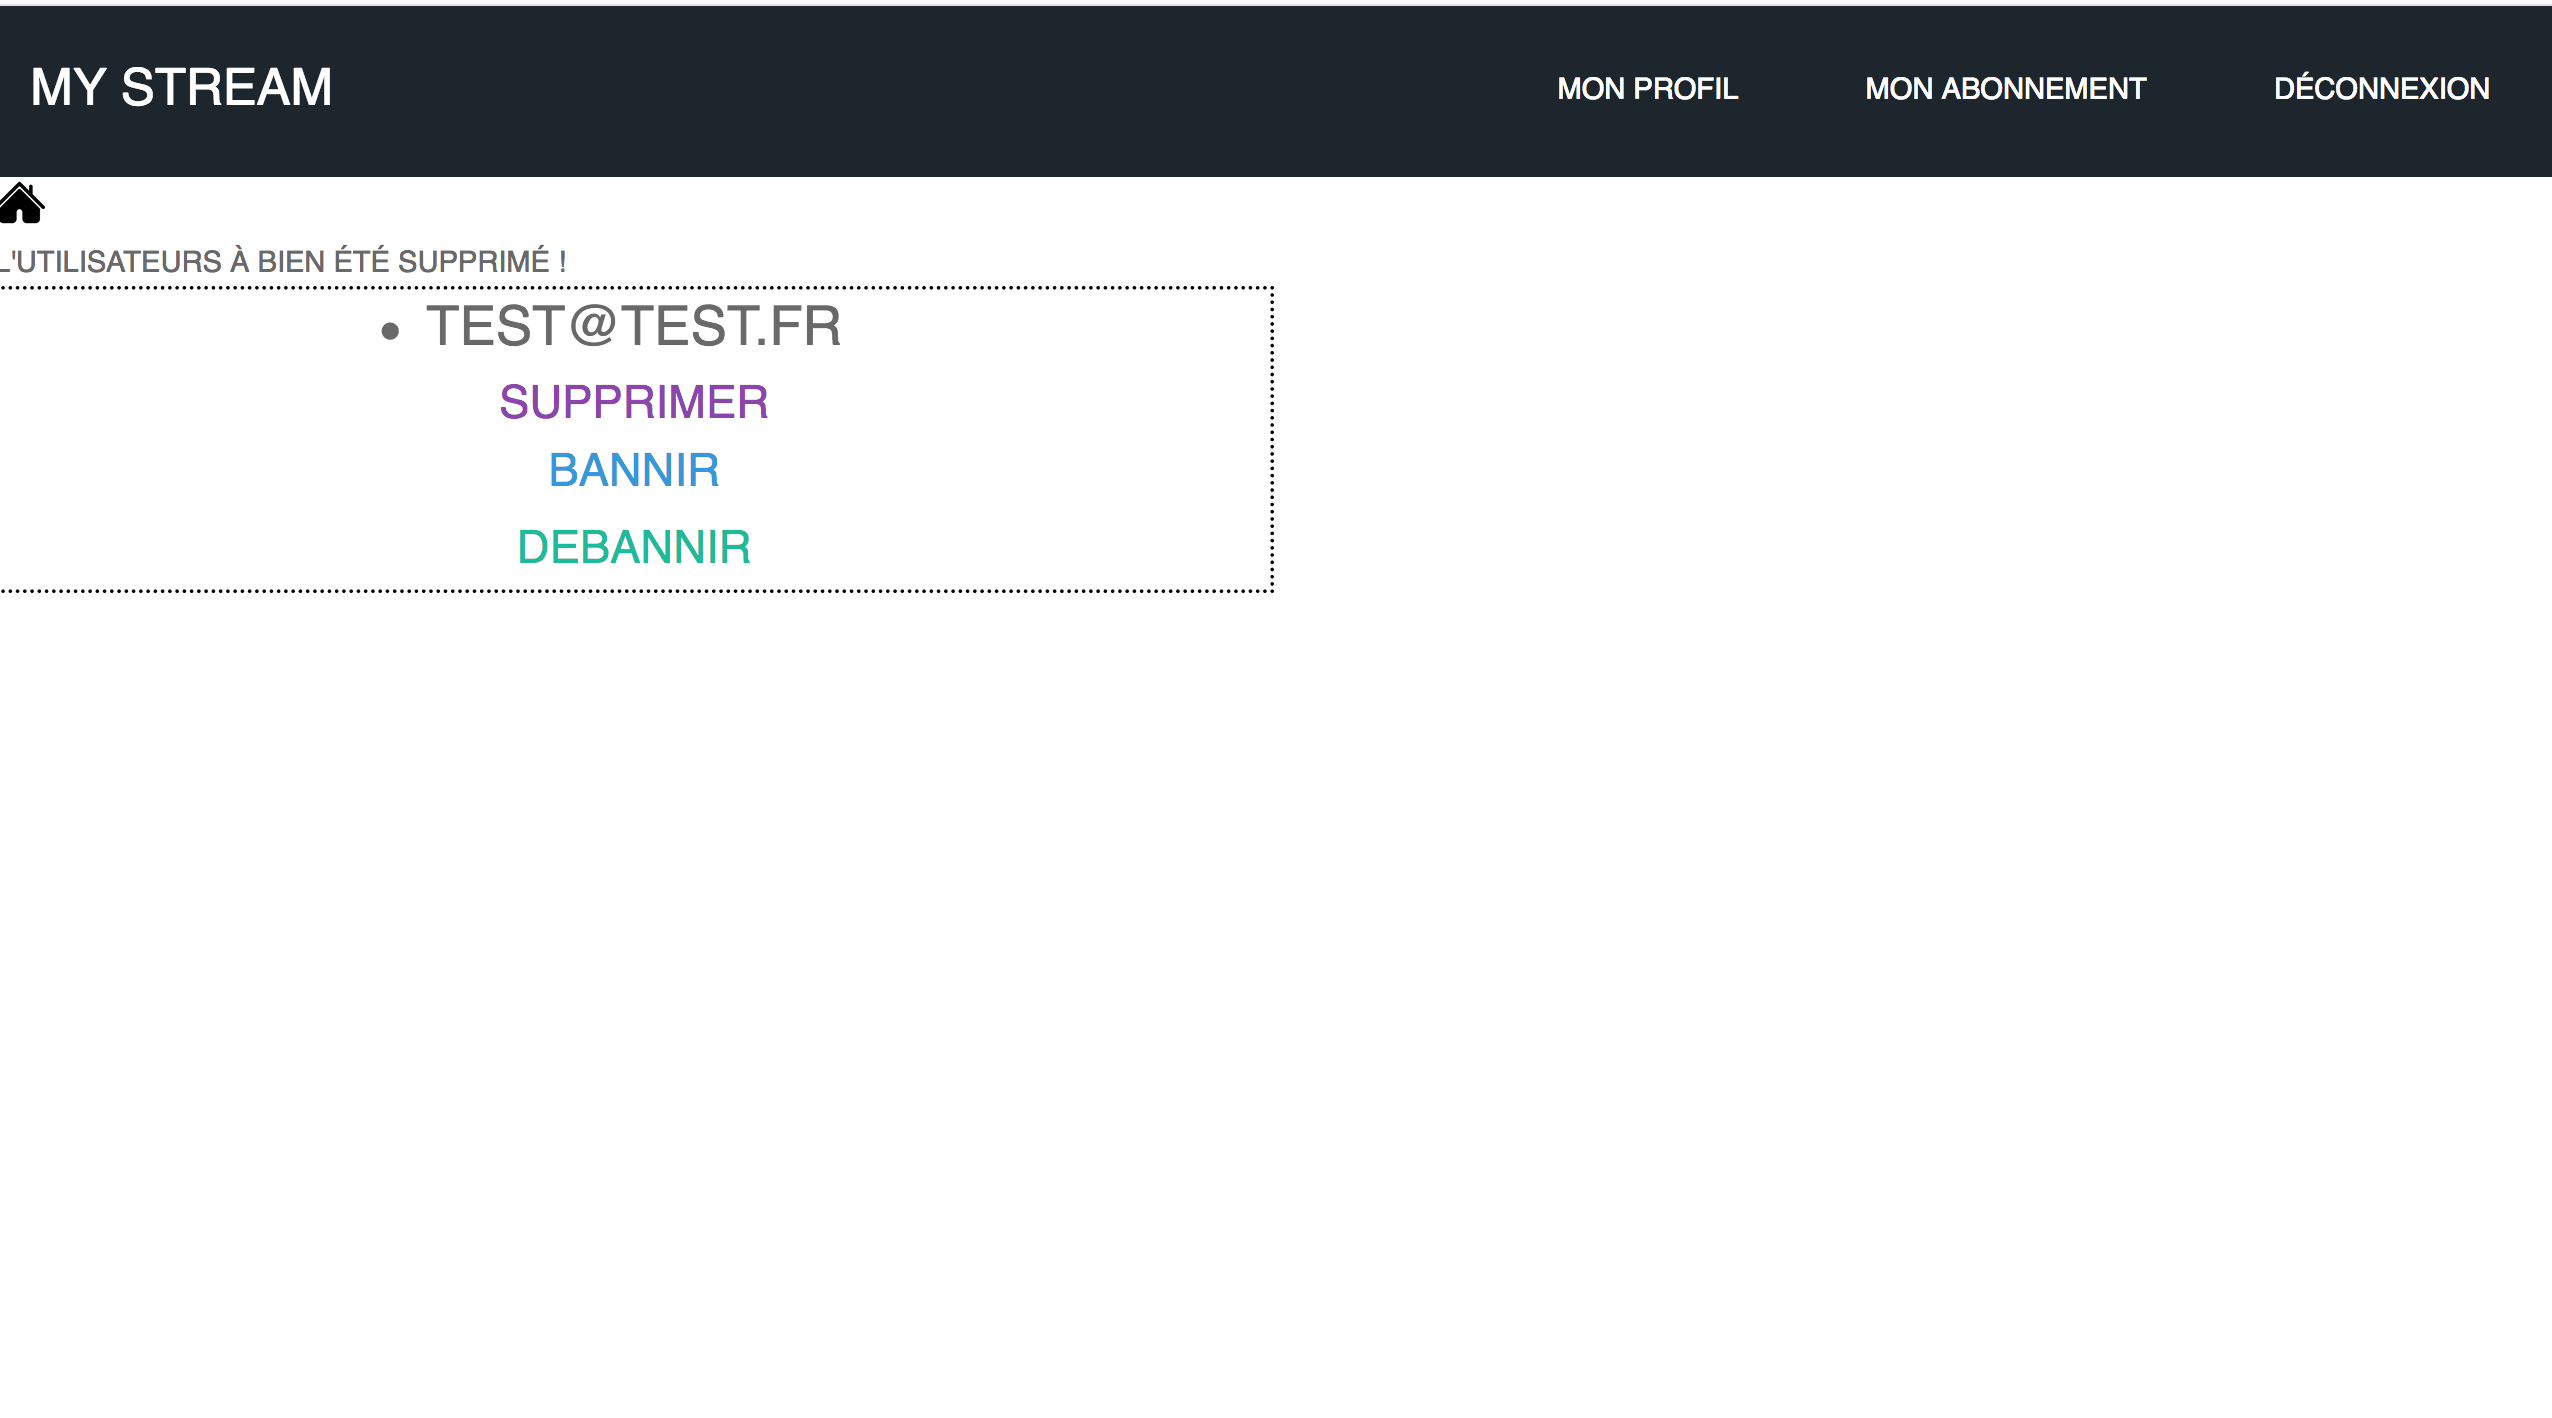 MY STREAM
MON PROFIL MON ABONNEMENT DÉCONNEXION
L'UTILISATEURS À BIEN ÉTÉ SUPPRIMÉ !
• TEST@TEST.FR
SUPPRIMER
BANNIR
DEBANNIR